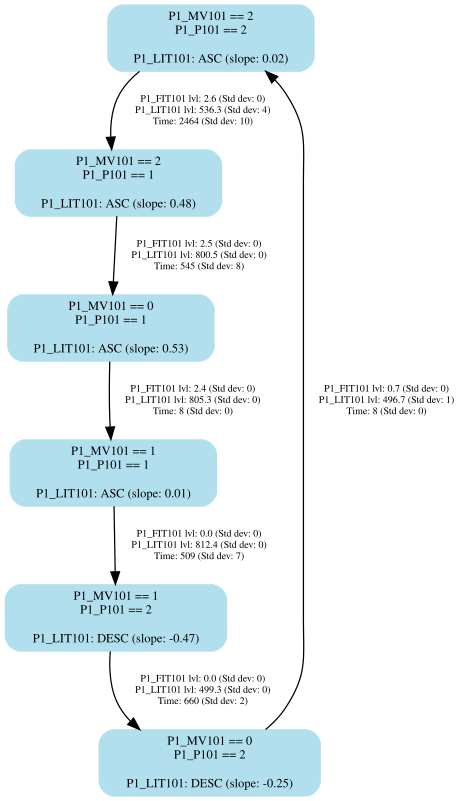 P1_MV101 == 2
P1_P101 == 2
P1_LIT101: ASC (slope: 0.02)
P1_FIT101 lvl: 2.6 (Std dev: 0)
P1_LIT101 lvl: 536.3 (Std dev: 4)
Time: 2464 (Std dev: 10)
P1_MV101 == 2
P1_P101 == 1
P1_LIT101: ASC (slope: 0.48)
P1_FIT101 lvl: 2.5 (Std dev: 0)
P1_LIT101 lvl: 800.5 (Std dev: 0)
Time: 545 (Std dev: 8)
P1_MV101 == 0
P1_P101 == 1
P1_LIT101: ASC (slope: 0.53)
P1_FIT101 lvl: 2.4 (Std dev: 0)
P1_LIT101 lvl: 805.3 (Std dev: 0)
Time: 8 (Std dev: 0)
P1_FIT101 lvl: 0.7 (Std dev: 0)
P1_LIT101 lvl: 496.7 (Std dev: 1)
Time: 8 (Std dev: 0)
P1_MV101 == 1
P1_P101 == 1
P1_LIT101: ASC (slope: 0.01)
P1_FIT101 lvl: 0.0 (Std dev: 0)
P1_LIT101 lvl: 812.4 (Std dev: 0)
Time: 509 (Std dev: 7)
P1_MV101 == 1
P1_P101 == 2
P1_LIT101: DESC (slope: -0.47)
P1_FIT101 lvl: 0.0 (Std dev: 0)
P1_LIT101 lvl: 499.3 (Std dev: 0)
Time: 660 (Std dev: 2)
P1_MV101 == 0
P1_P101 == 2
P1_LIT101: DESC (slope: -0.25)